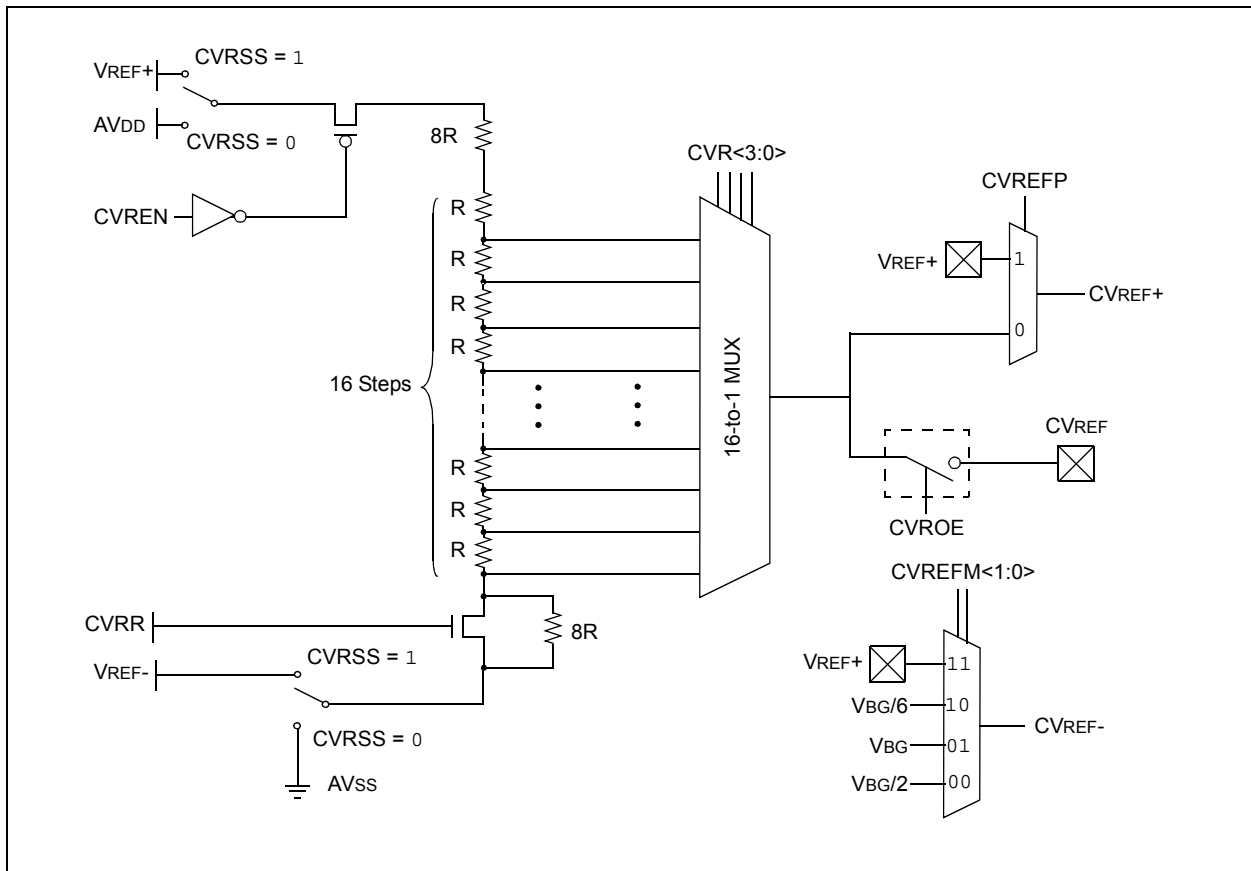 CVRSS = 1
VREF+
8R
AVDD
CVRSS = 0
CVR<3:0>
CVREFP
CVREN
R
R
VREF+
1
R
CVREF+
R
0
16 Steps
16-to-1 MUX
CVREF
R
R
CVROE
R
CVREFM<1:0>
CVRR
8R
CVRSS = 1
VREF-
VREF+
11
VBG/6
10
CVREF-
CVRSS = 0
VBG
01
AVSS
VBG/2
00